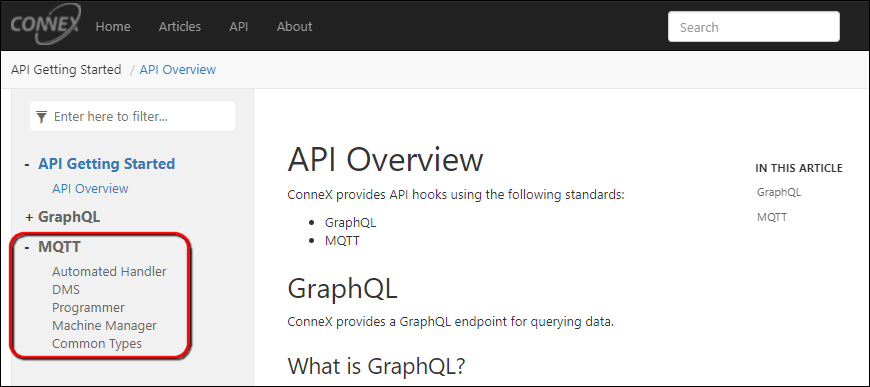 CONNEX Home Articles API About Search
API Getting Started / API Overview
Enter here to filter...
- API Getting Started
API Overview
+ GraphQL
- MQTT
Automated Handler
DMS
Programmer
Machine Manager
Common Types
API Overview
ConneX provides API hooks using the following standards:
• GraphQL
• MQTT
GraphQL
ConneX provides a GraphQL endpoint for querying data.
What is GraphQL?
IN THIS ARTICLE
GraphQL
MQTT